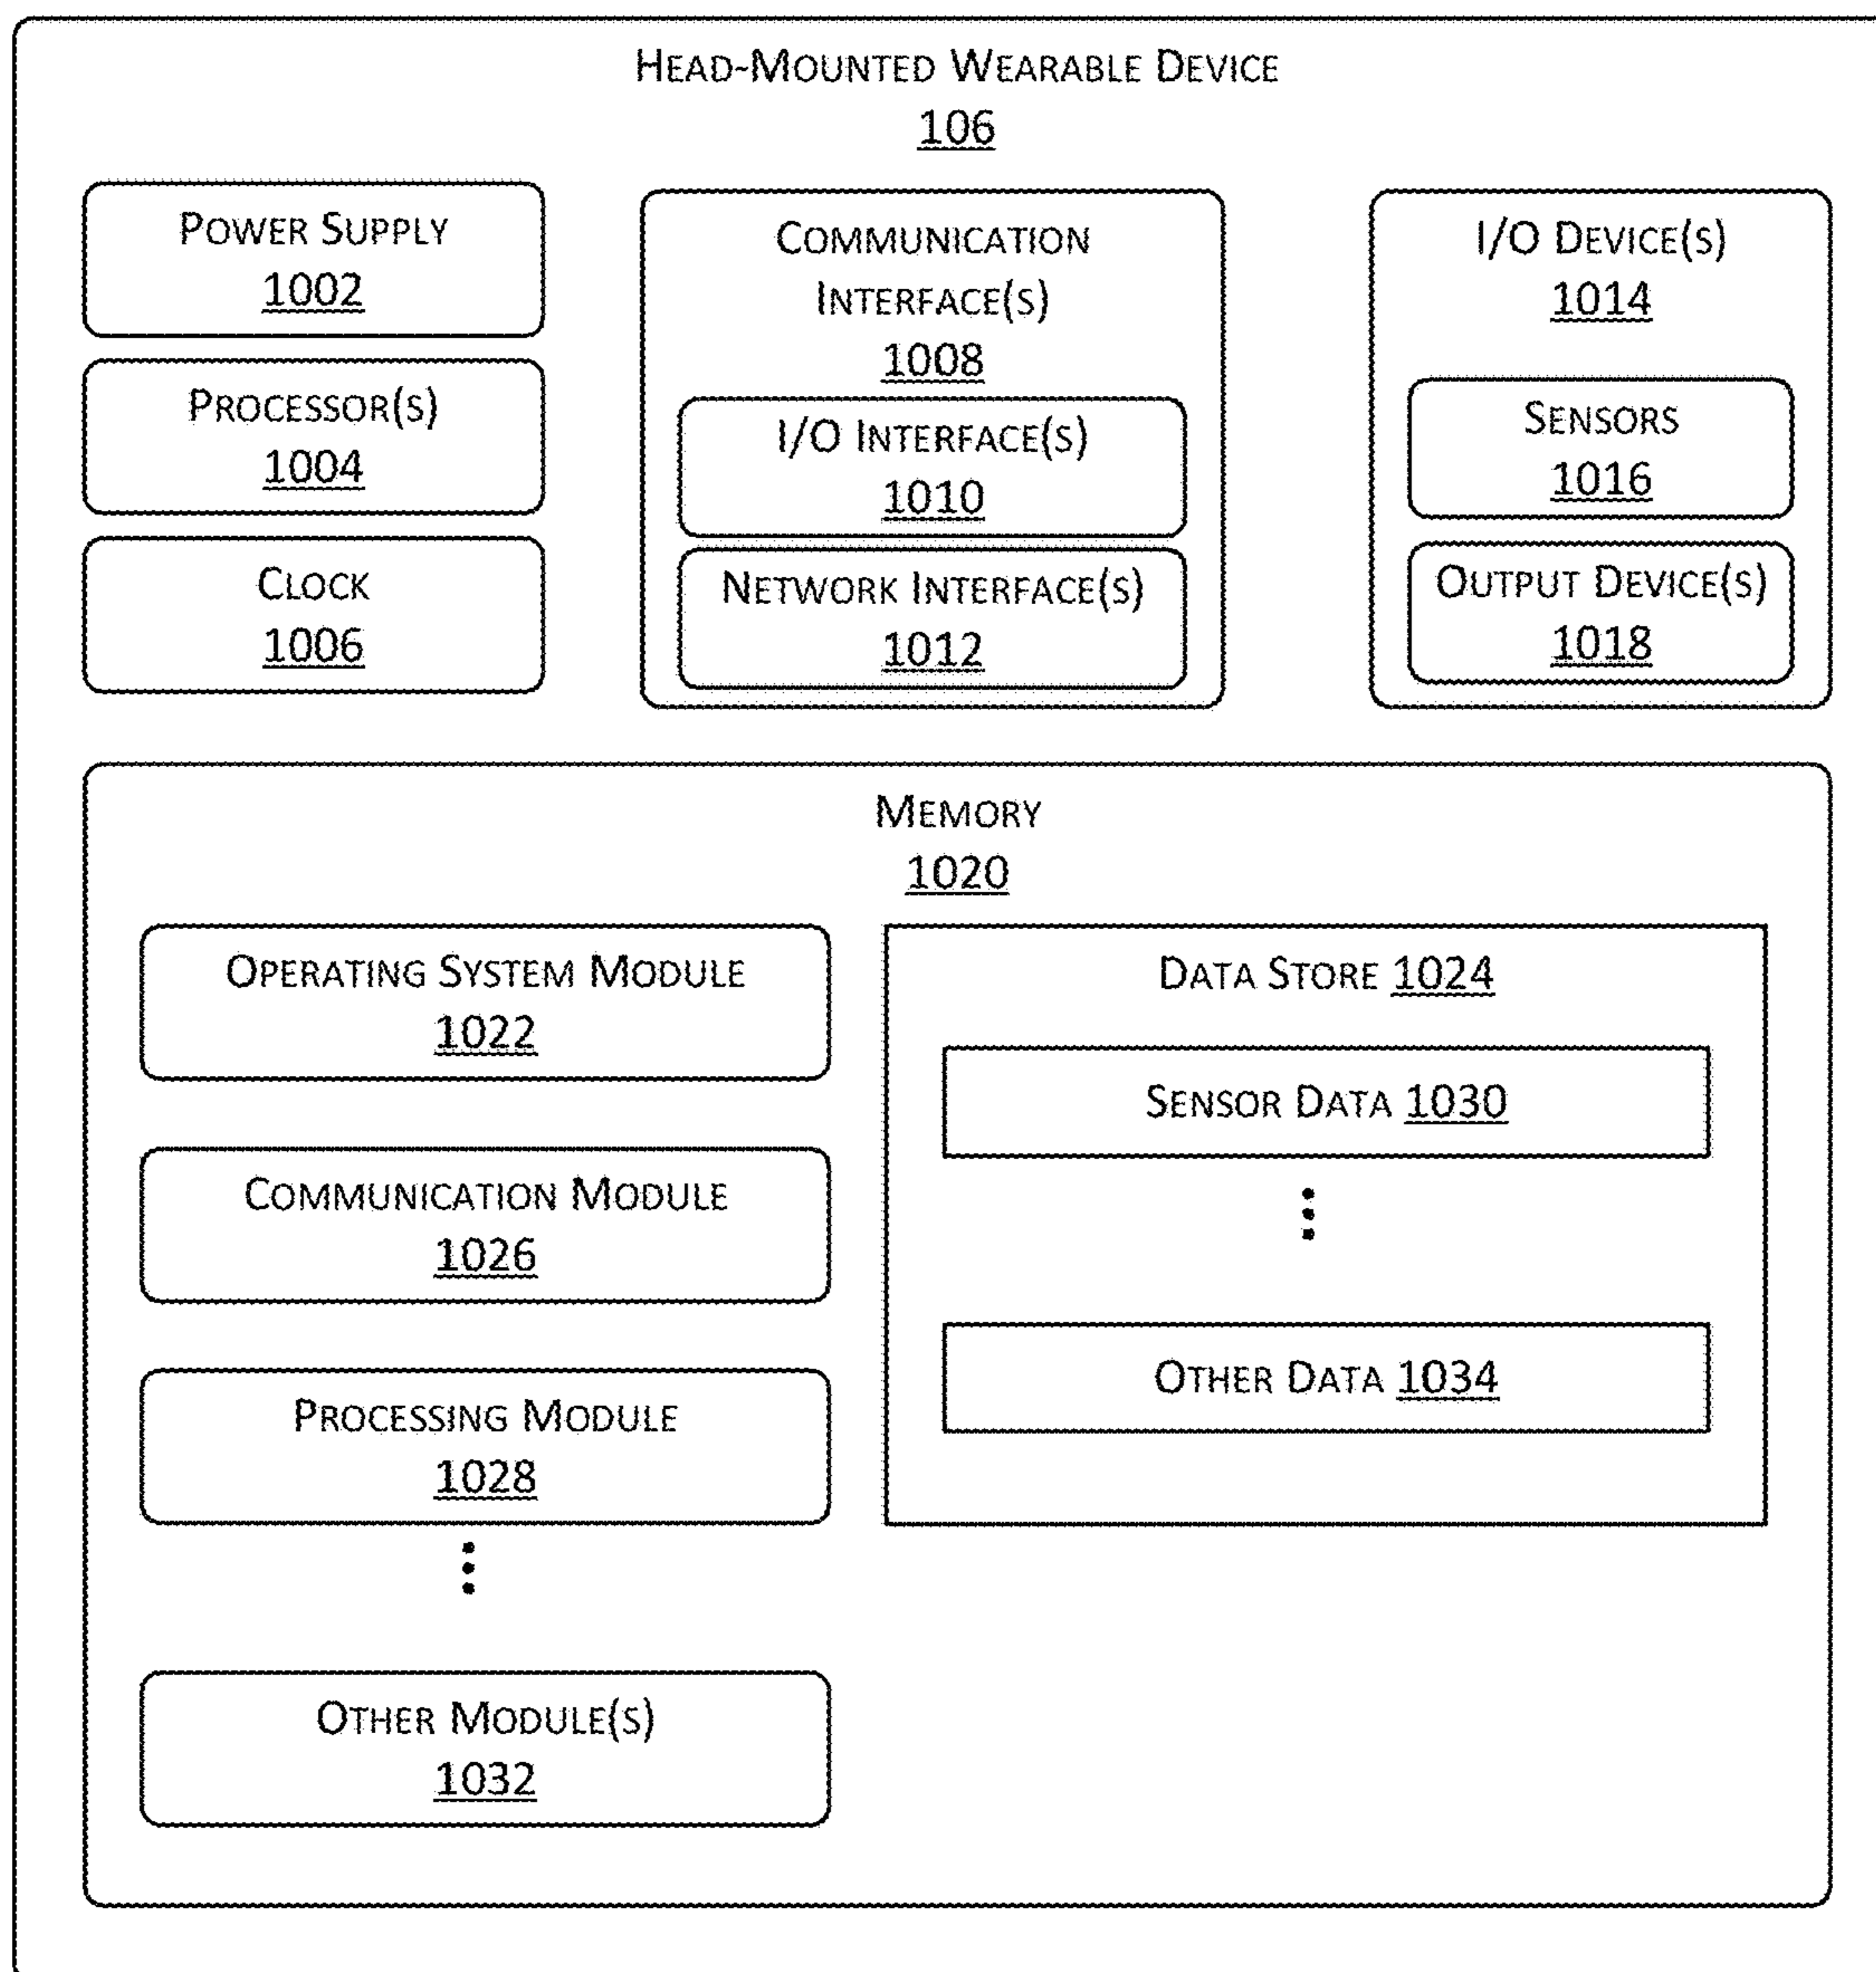 HEAD-MOUNTED WEARABLE DEVICE
106
POWER SUPPLY
1002
PROCESSOR(S)
1004
CLOCK
1006
COMMUNICATION
INTERFACE(S)
1008
I/O INTERFACE(S)
1010
NETWORK INTERFACE(S)
1012
I/O DEVICE(S)
1014
SENSORS
1016
OUTPUT DEVICE(S)
1018
MEMORY
1020
OPERATING SYSTEM MODULE
1022
COMMUNICATION MODULE
1026
PROCESSING MODULE
1028
OTHER MODULE(S)
1032
DATA STORE 1024
SENSOR DATA 1030
OTHER DATA 1034